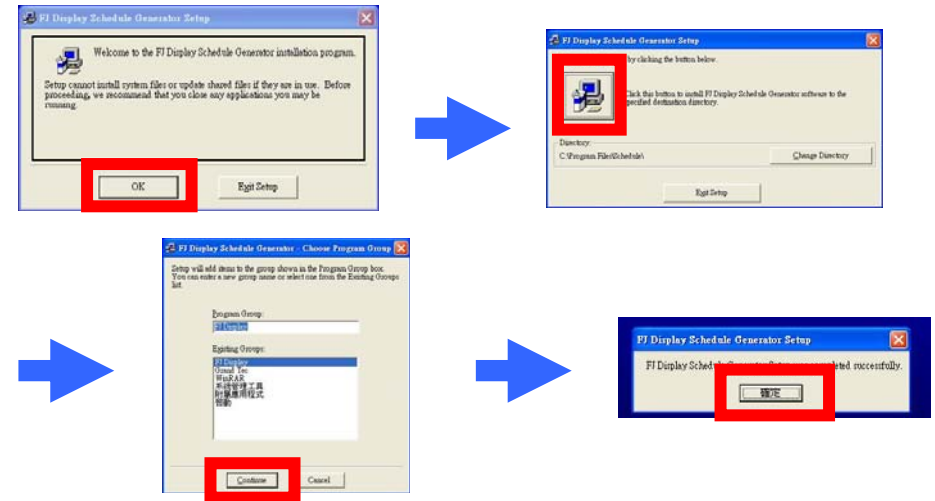 FJ Display Schedule Generator Setup
Welcome to the FJ Display Schedule Generator installation program.
Setup cannot install system files or update shared files if they are in use. Before
proceeding, we recommend that you close any applications you may be
running.
OK
Exit Setup
FJ Display Schedule Generator Setup
by clicking the button below.
Click this button to install FJ Display Schedule Generator software to the
specified destination directory.
Directory:
C:\Program Files\Schedule\
Change Directory
Exit Setup
FJ Display Schedule Generator - Choose Program Group
Setup will add items to the group shown in the Program Group box.
You can enter a new group name or select one from the Existing Groups
list.
Program Group:
FJ Display
Existing Groups:
FJ Display
Grand Tec
WinRAR
系統管理工具
附屬應用程式
啟動
Continue
Cancel
FJ Display Schedule Generator Setup
FJ Display Sched completed successfully.
確定